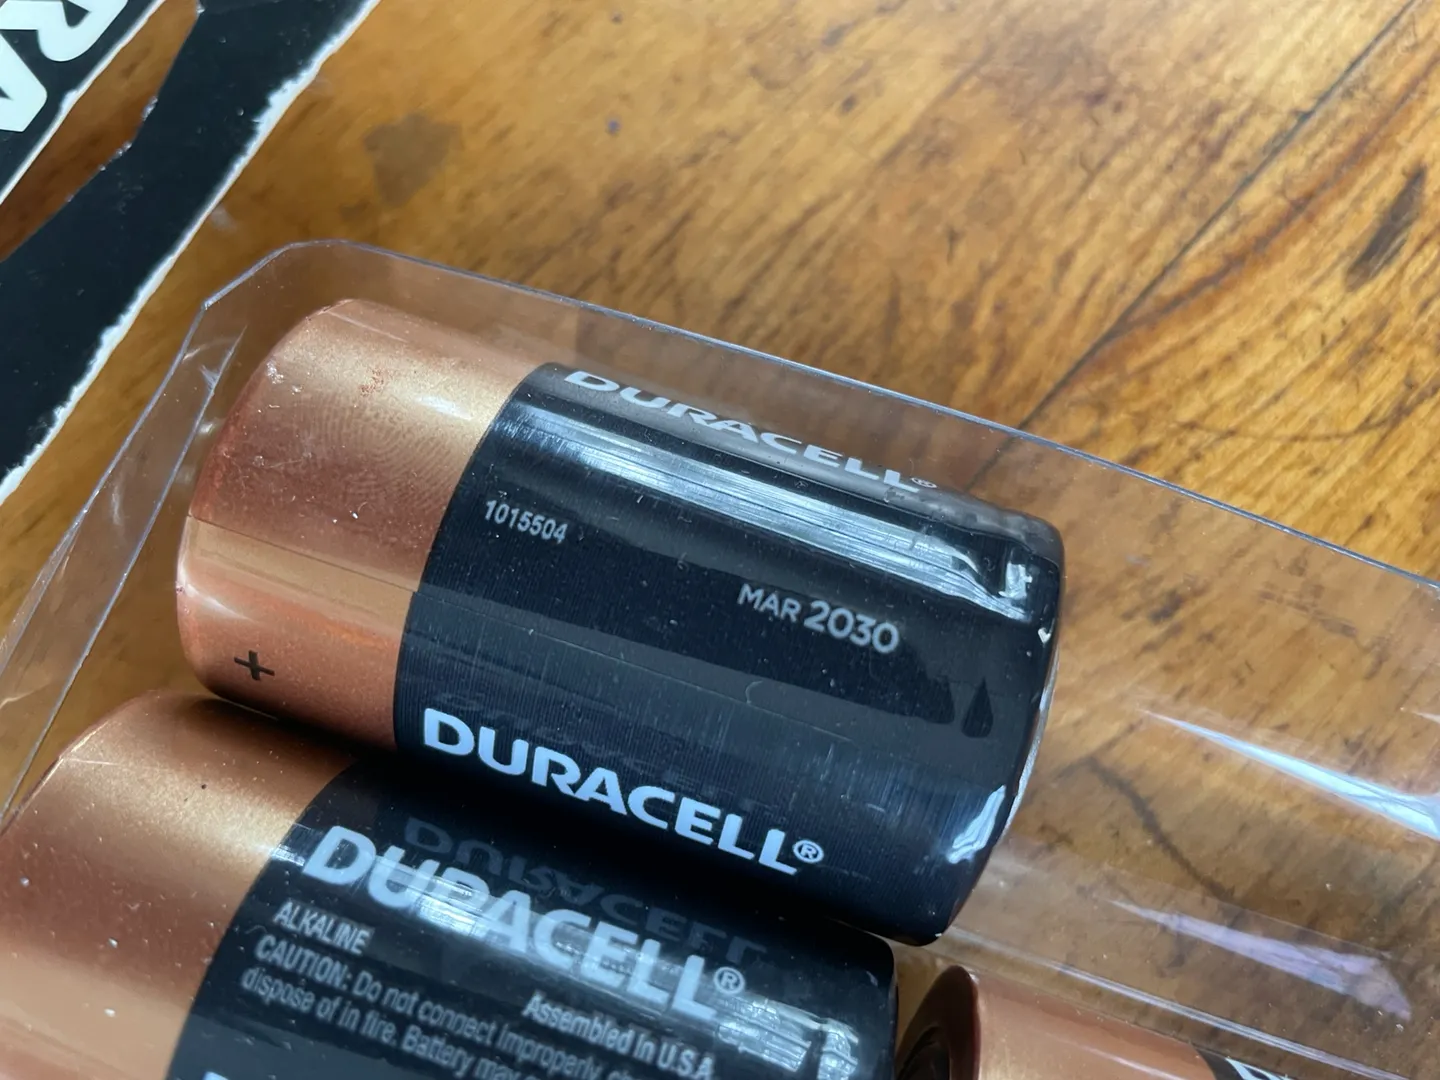 DURACELL®
1015504
MAR 2030
+
DURACELL®
DURACELL®
ALKALINE
CAUTION: Do not connect improperly,
dispose of in fire. Battery may
Assembled in U.S.A